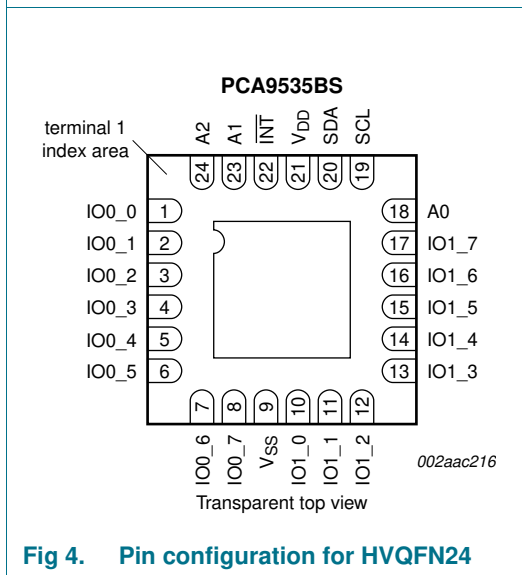 PCA9535BS
terminal 1
index area
A2
A1
INT
VDD
SDA
SCL
24
23
22
21
20
19
IO0_0 1
IO0_1 2
IO0_2 3
IO0_3 4
IO0_4 5
IO0_5 6
18 A0
17 IO1_7
16 IO1_6
15 IO1_5
14 IO1_4
13 IO1_3
7
8
9
10
11
12
IO0_6
IO0_7
VSS
IO1_0
IO1_1
IO1_2
002aac216
Transparent top view
Fig 4. Pin configuration for HVQFN24